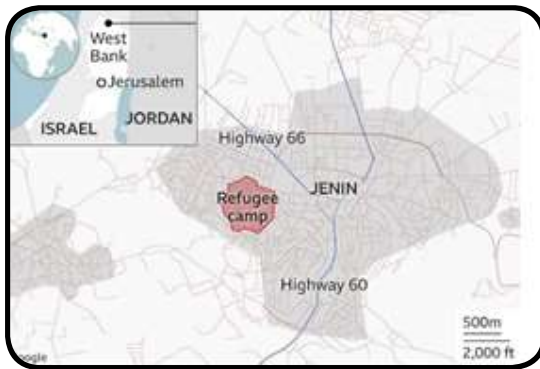 West
Bank
Jerusalem
ISRAEL
JORDAN
Highway 66
JENIN
Refugee
camp
Highway 60
500m
2,000 ft